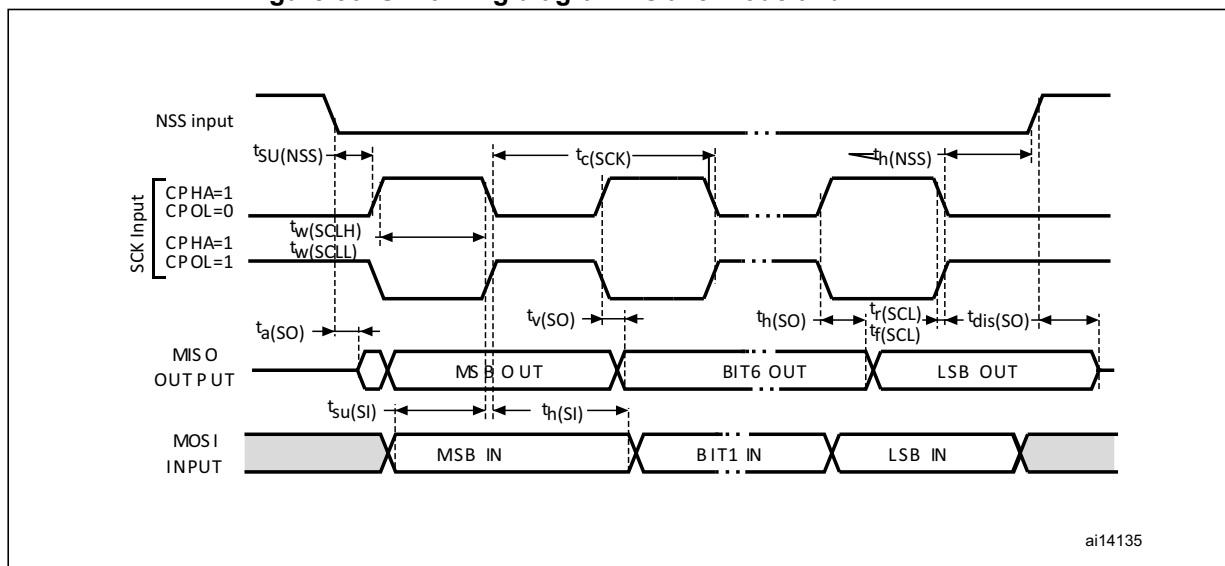 NSS input
tSU(NSS)
tc(SCK)
th(NSS)
SCK Input
CPHA=1
CPOL=0
tw(SCLH)
tw(SCLL)
CPHA=1
CPOL=1
ta(SO)
tv(SO)
th(SO)
tr(SCL)
tf(SCL)
tdis(SO)
MISO
OUTPUT
MSB OUT
BIT6 OUT
LSB OUT
tsu(SI)
th(SI)
MOSI
INPUT
MSB IN
BIT1 IN
LSB IN
ai14135